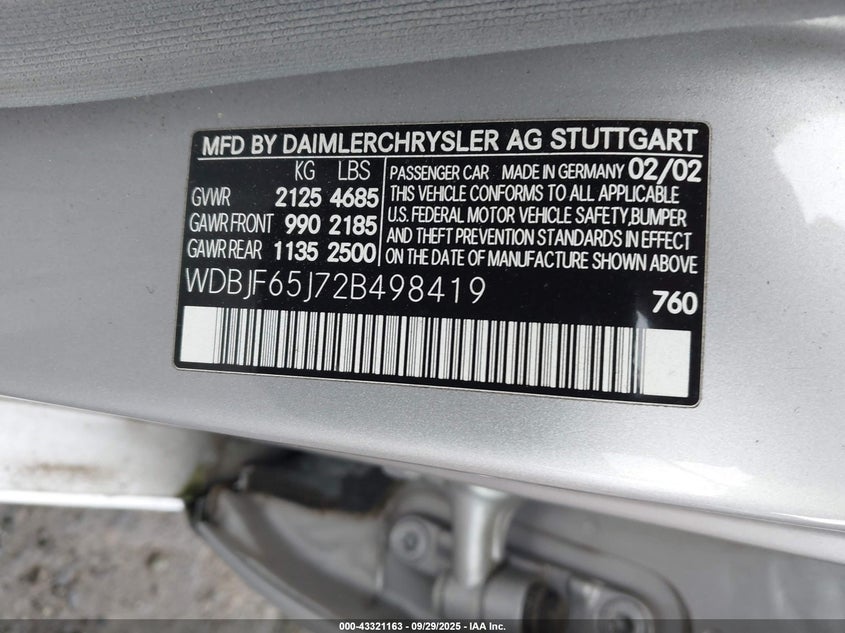 MFD BY DAIMLERCHRYSLER AG STUTTGART
KG LBS
GVWR 2125 4685
GAWR FRONT 990 2185
GAWR REAR 1135 2500
PASSENGER CAR MADE IN GERMANY 02/02
THIS VEHICLE CONFORMS TO ALL APPLICABLE
U.S. FEDERAL MOTOR VEHICLE SAFETY,BUMPER
AND THEFT PREVENTION STANDARDS IN EFFECT
ON THE DATE OF MANUFACTURE SHOWN ABOVE.
WDBJF65J72B498419
760
000-43321163 - 09/29/2025 - IAA Inc.